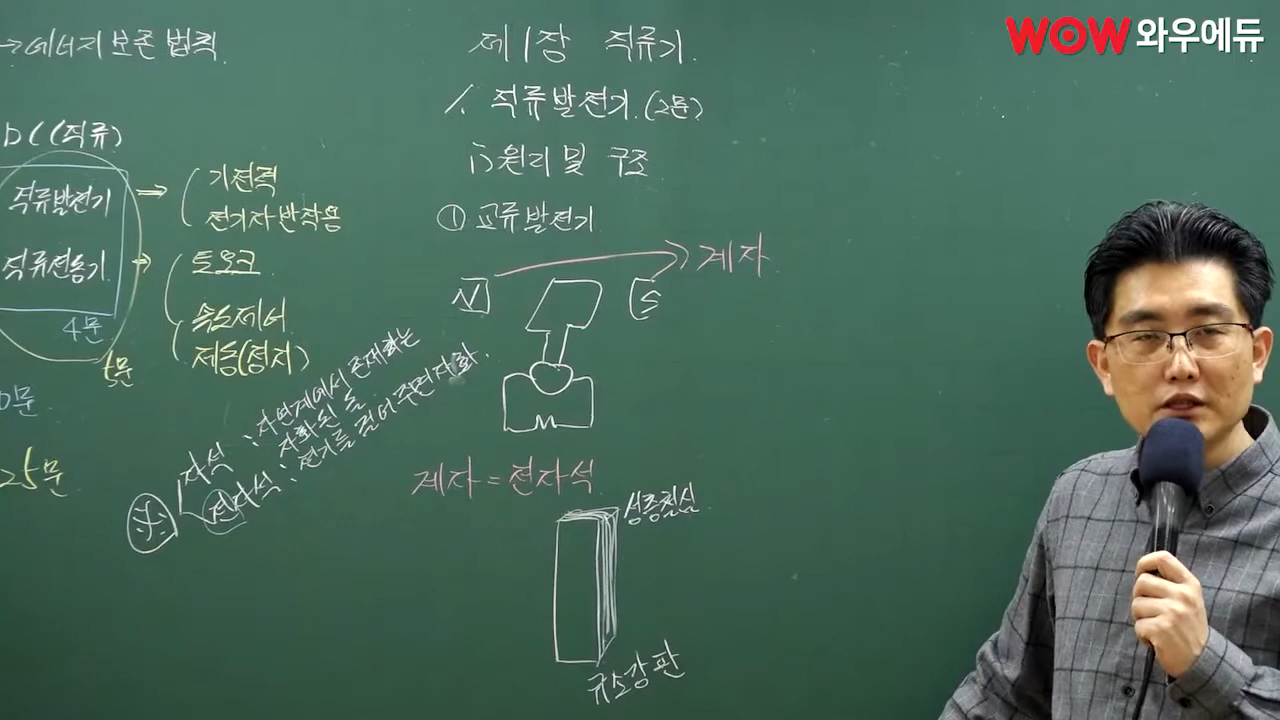 WOW 와우에듀
→에너지 보존 법칙.
DC(직류)
직류발전기
직류전동기
4문
5문
25문
기전력
전기자 반작용
토오크
속도제어
제동(정지)
제 1장 직류기.
1. 직류발전기.(2문)
1) 원리 및 구조
① 교류발전기.
N
S
계자
M
자석 : 자연계에서 존재하는
자화된 돌
전자석 : 전기를 걸어주면 자화.
계자 = 전자석
성층철심
규소강판